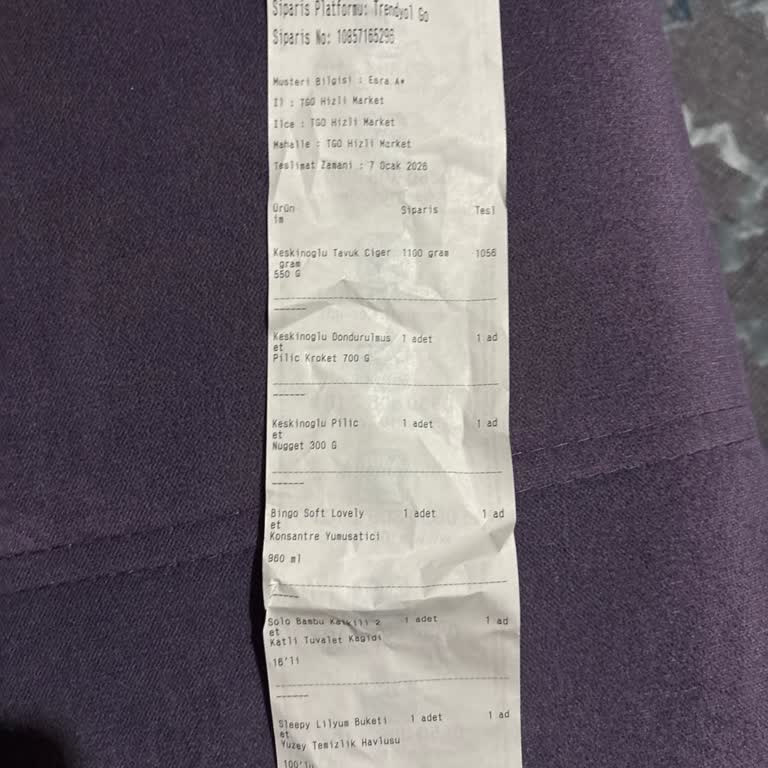 Siparis Platformu: Trendyol Go
Siparis No: 10857165296
Musteri Bilgisi : Esra A*
Il : TGO Hizli Market
Ilce : TGO Hizli Market
Mahalle : TGO Hizli Market
Teslimat Zamani : 7 Ocak 2026
Ürün Siparis Tesl
im
Keskinoglu Tavuk Ciger 1100 gram 1056
gram
550 G
--------------------------------
------
Keskinoglu Dondurulmus 1 adet 1 ad
et
Pilic Kroket 700 G
--------------------------------
------
Keskinoglu Pilic 1 adet 1 ad
et
Nugget 300 G
--------------------------------
------
Bingo Soft Lovely 1 adet 1 ad
et
Konsantre Yumusatici
960 ml
--------------------------------
------
Solo Bambu Katkili 2 1 adet 1 ad
et
Katli Tuvalet Kagidi
16'li
--------------------------------
------
Sleepy Lilyum Buketi 1 adet 1 ad
et
Yuzey Temizlik Havlusu
100'lu